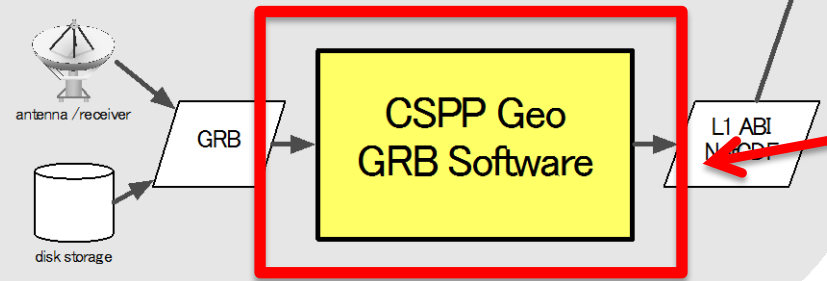 antenna /receiver
GRB
CSPP Geo
GRB Software
L1 ABI
disk storage